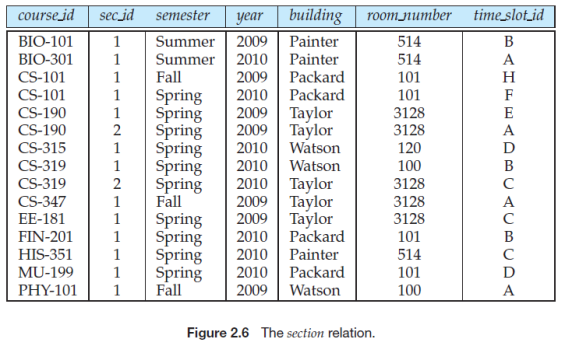 course_id sec_id semester year building room_number time_slot_id
BIO-101 1 Summer 2009 Painter 514 B
BIO-301 1 Summer 2010 Painter 514 A
CS-101 1 Fall 2009 Packard 101 H
CS-101 1 Spring 2010 Packard 101 F
CS-190 1 Spring 2009 Taylor 3128 E
CS-190 2 Spring 2009 Taylor 3128 A
CS-315 1 Spring 2010 Watson 120 D
CS-319 1 Spring 2010 Watson 100 B
CS-319 2 Spring 2010 Taylor 3128 C
CS-347 1 Fall 2009 Taylor 3128 A
EE-181 1 Spring 2009 Taylor 3128 C
FIN-201 1 Spring 2010 Packard 101 B
HIS-351 1 Spring 2010 Painter 514 C
MU-199 1 Spring 2010 Packard 101 D
PHY-101 1 Fall 2009 Watson 100 A
Figure 2.6 The section relation.